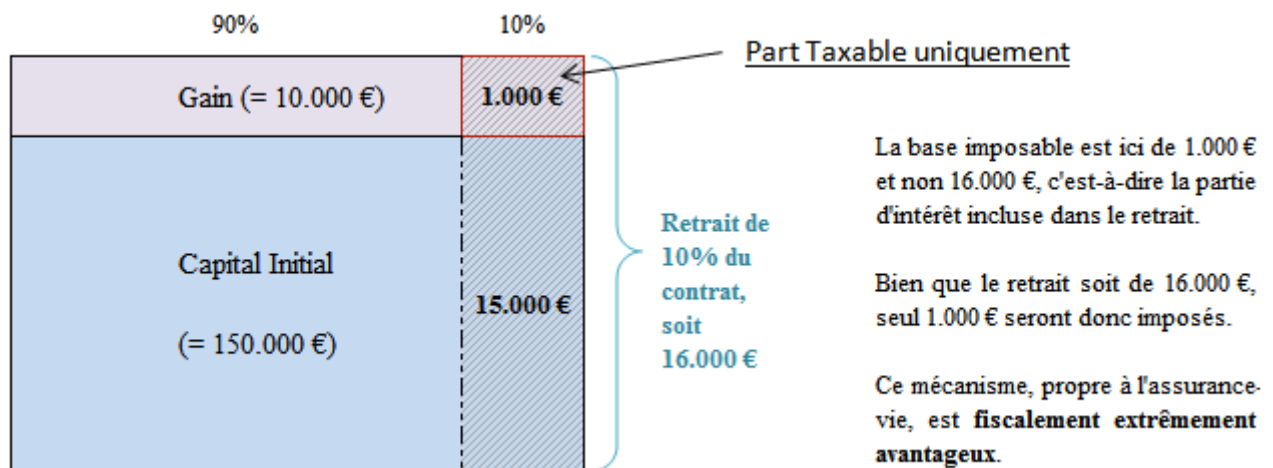 90%
10%
Part Taxable uniquement
Gain (= 10.000 €)
1.000 €
Capital Initial
(= 150.000 €)
15.000 €
Retrait de
10% du
contrat,
soit
16.000 €
La base imposable est ici de 1.000 €
et non 16.000 €, c'est-à-dire la partie
d'intérêt incluse dans le retrait.
Bien que le retrait soit de 16.000 €,
seul 1.000 € seront donc imposés.
Ce mécanisme, propre à l'assurance-
vie, est fiscalement extrêmement
avantageux.